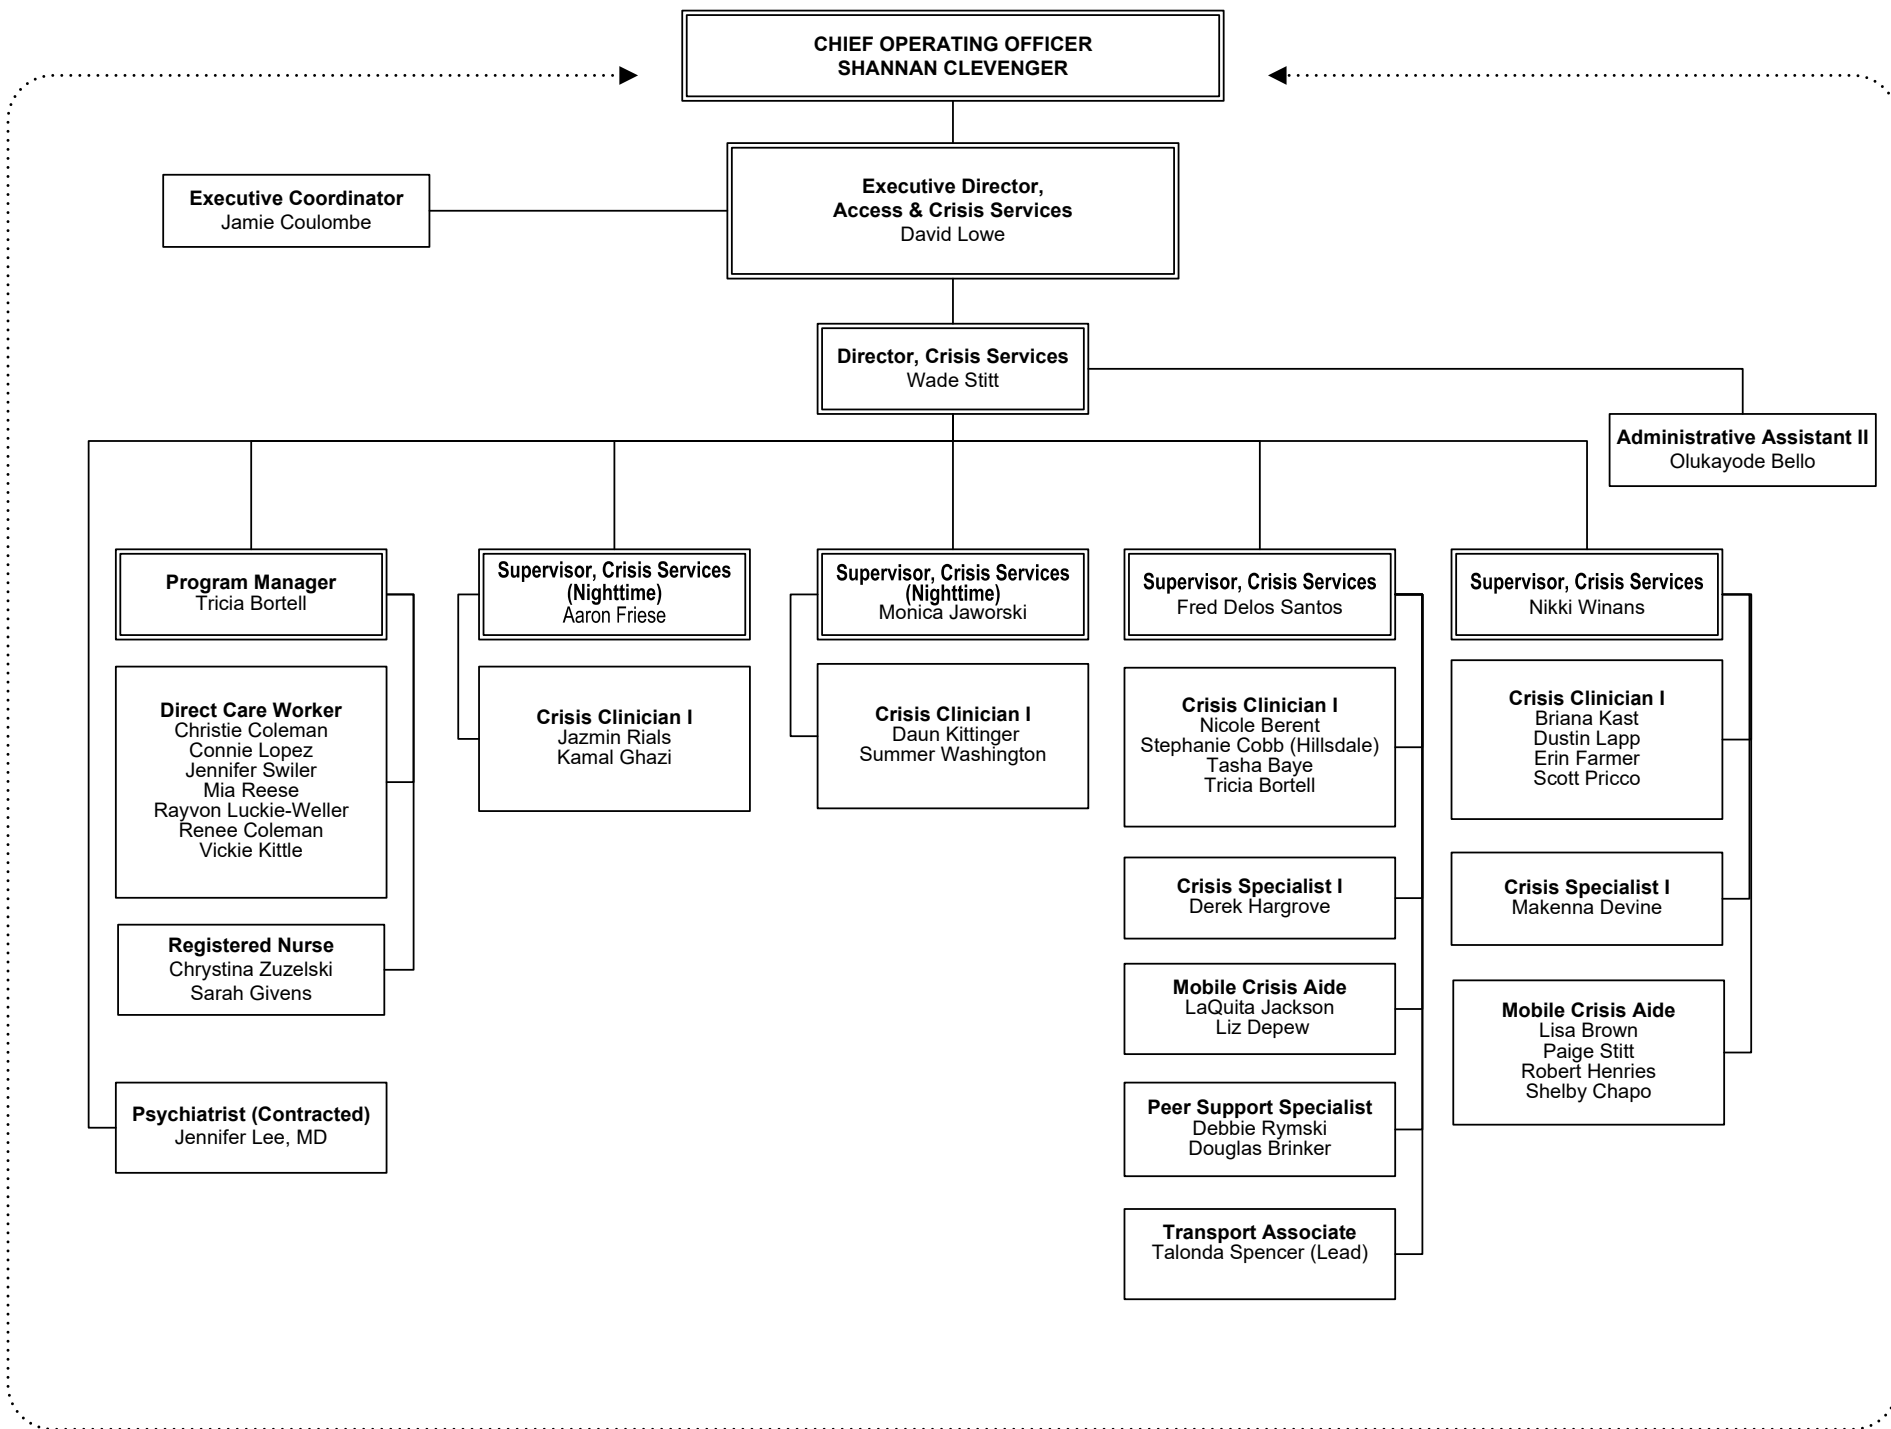 CHIEF OPERATING OFFICER
SHANNAN CLEVENGER
Executive Director,
Access & Crisis Services
David Lowe
Executive Coordinator
Jamie Coulombe
Director, Crisis Services
Wade Stitt
Administrative Assistant II
Olukayode Bello
Program Manager
Tricia Bortell
Direct Care Worker
Christie Coleman
Connie Lopez
Jennifer Swiler
Mia Reese
Rayvon Luckie-Weller
Renee Coleman
Vickie Kittle
Registered Nurse
Chrystina Zuzelski
Sarah Givens
Psychiatrist (Contracted)
Jennifer Lee, MD
Supervisor, Crisis Services
(Nighttime)
Aaron Friese
Crisis Clinician I
Jazmin Rials
Kamal Ghazi
Supervisor, Crisis Services
(Nighttime)
Monica Jaworski
Crisis Clinician I
Daun Kittinger
Summer Washington
Supervisor, Crisis Services
Fred Delos Santos
Crisis Clinician I
Nicole Berent
Stephanie Cobb (Hillsdale)
Tasha Baye
Tricia Bortell
Crisis Specialist I
Derek Hargrove
Mobile Crisis Aide
LaQuita Jackson
Liz Depew
Peer Support Specialist
Debbie Rymski
Douglas Brinker
Transport Associate
Talonda Spencer (Lead)
Supervisor, Crisis Services
Nikki Winans
Crisis Clinician I
Briana Kast
Dustin Lapp
Erin Farmer
Scott Pricco
Crisis Specialist I
Makenna Devine
Mobile Crisis Aide
Lisa Brown
Paige Stitt
Robert Henries
Shelby Chapo